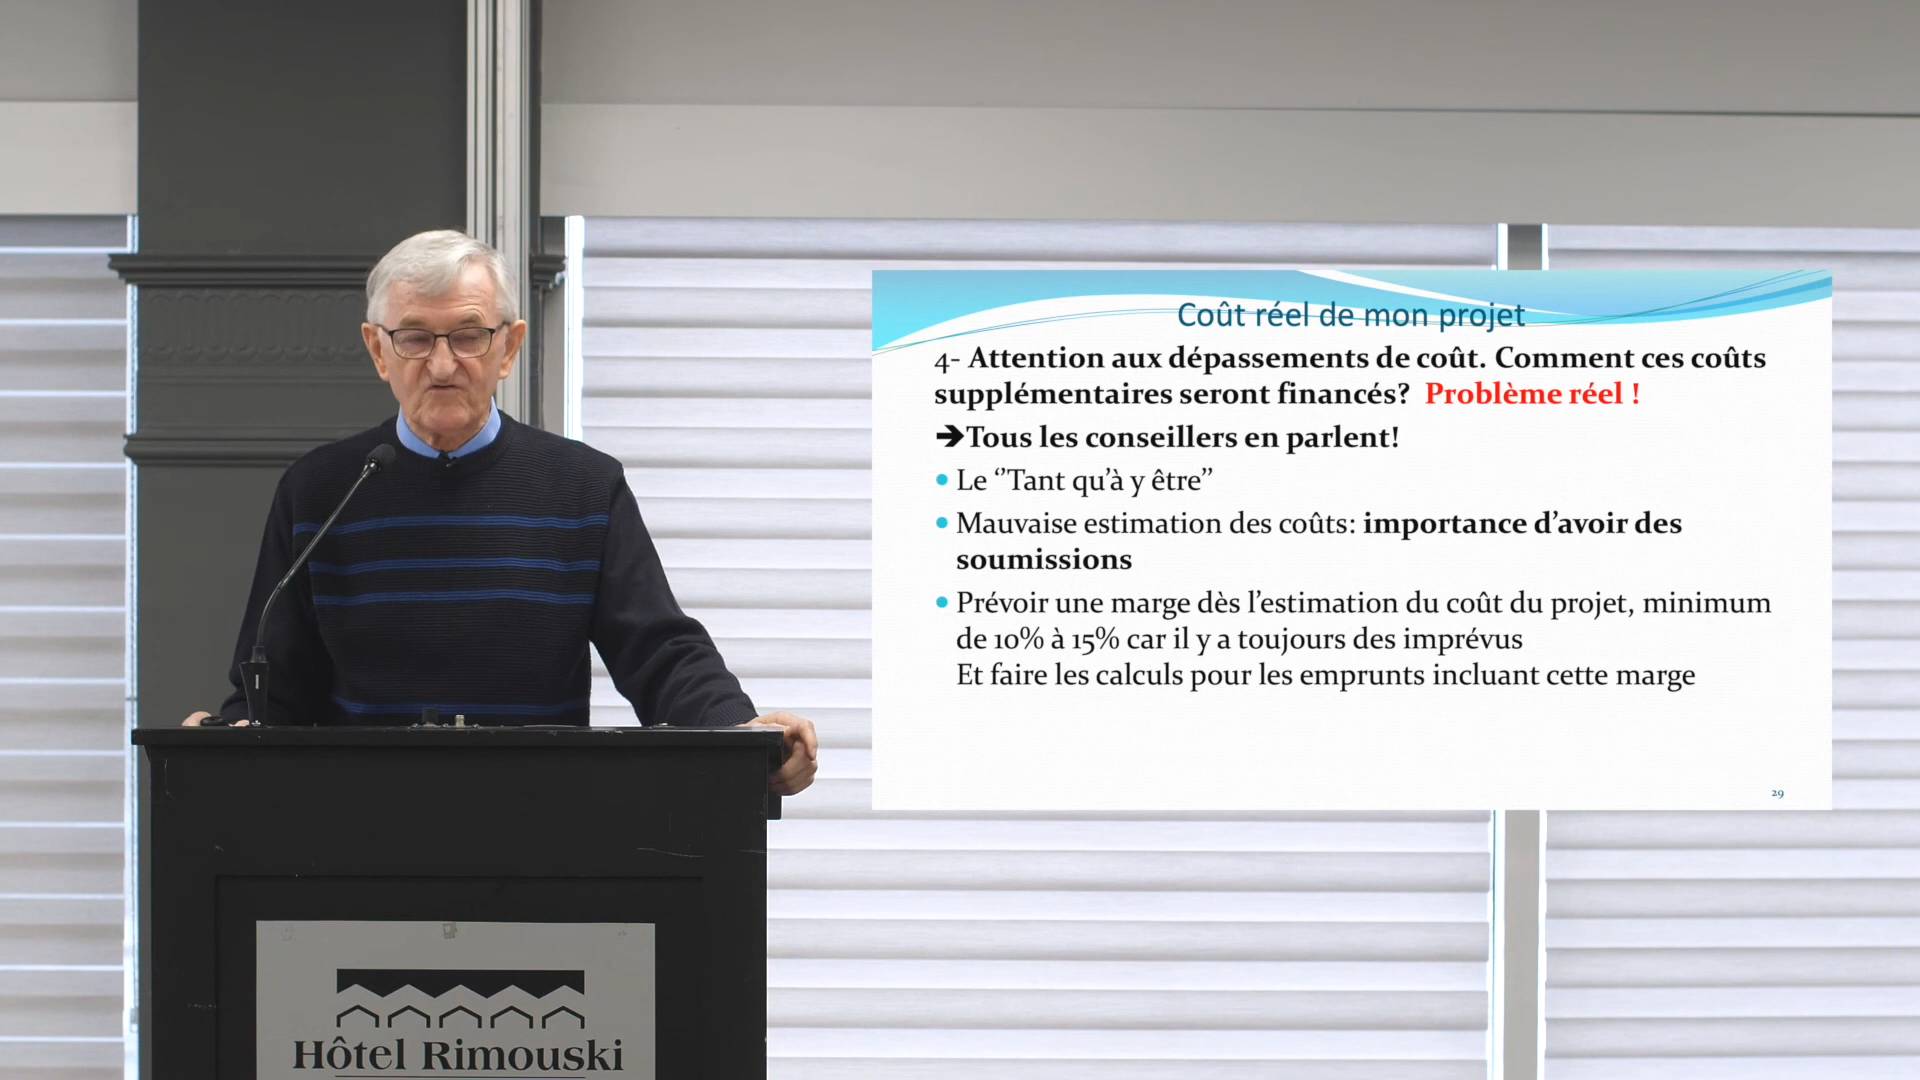 Coût réel de mon projet
4- Attention aux dépassements de coût. Comment ces coûts
supplémentaires seront financés? Problème réel !
➔Tous les conseillers en parlent!
• Le ‘’Tant qu’à y être’’
• Mauvaise estimation des coûts: importance d’avoir des
soumissions
• Prévoir une marge dès l’estimation du coût du projet, minimum
de 10% à 15% car il y a toujours des imprévus
Et faire les calculs pour les emprunts incluant cette marge
29
Hôtel Rimouski